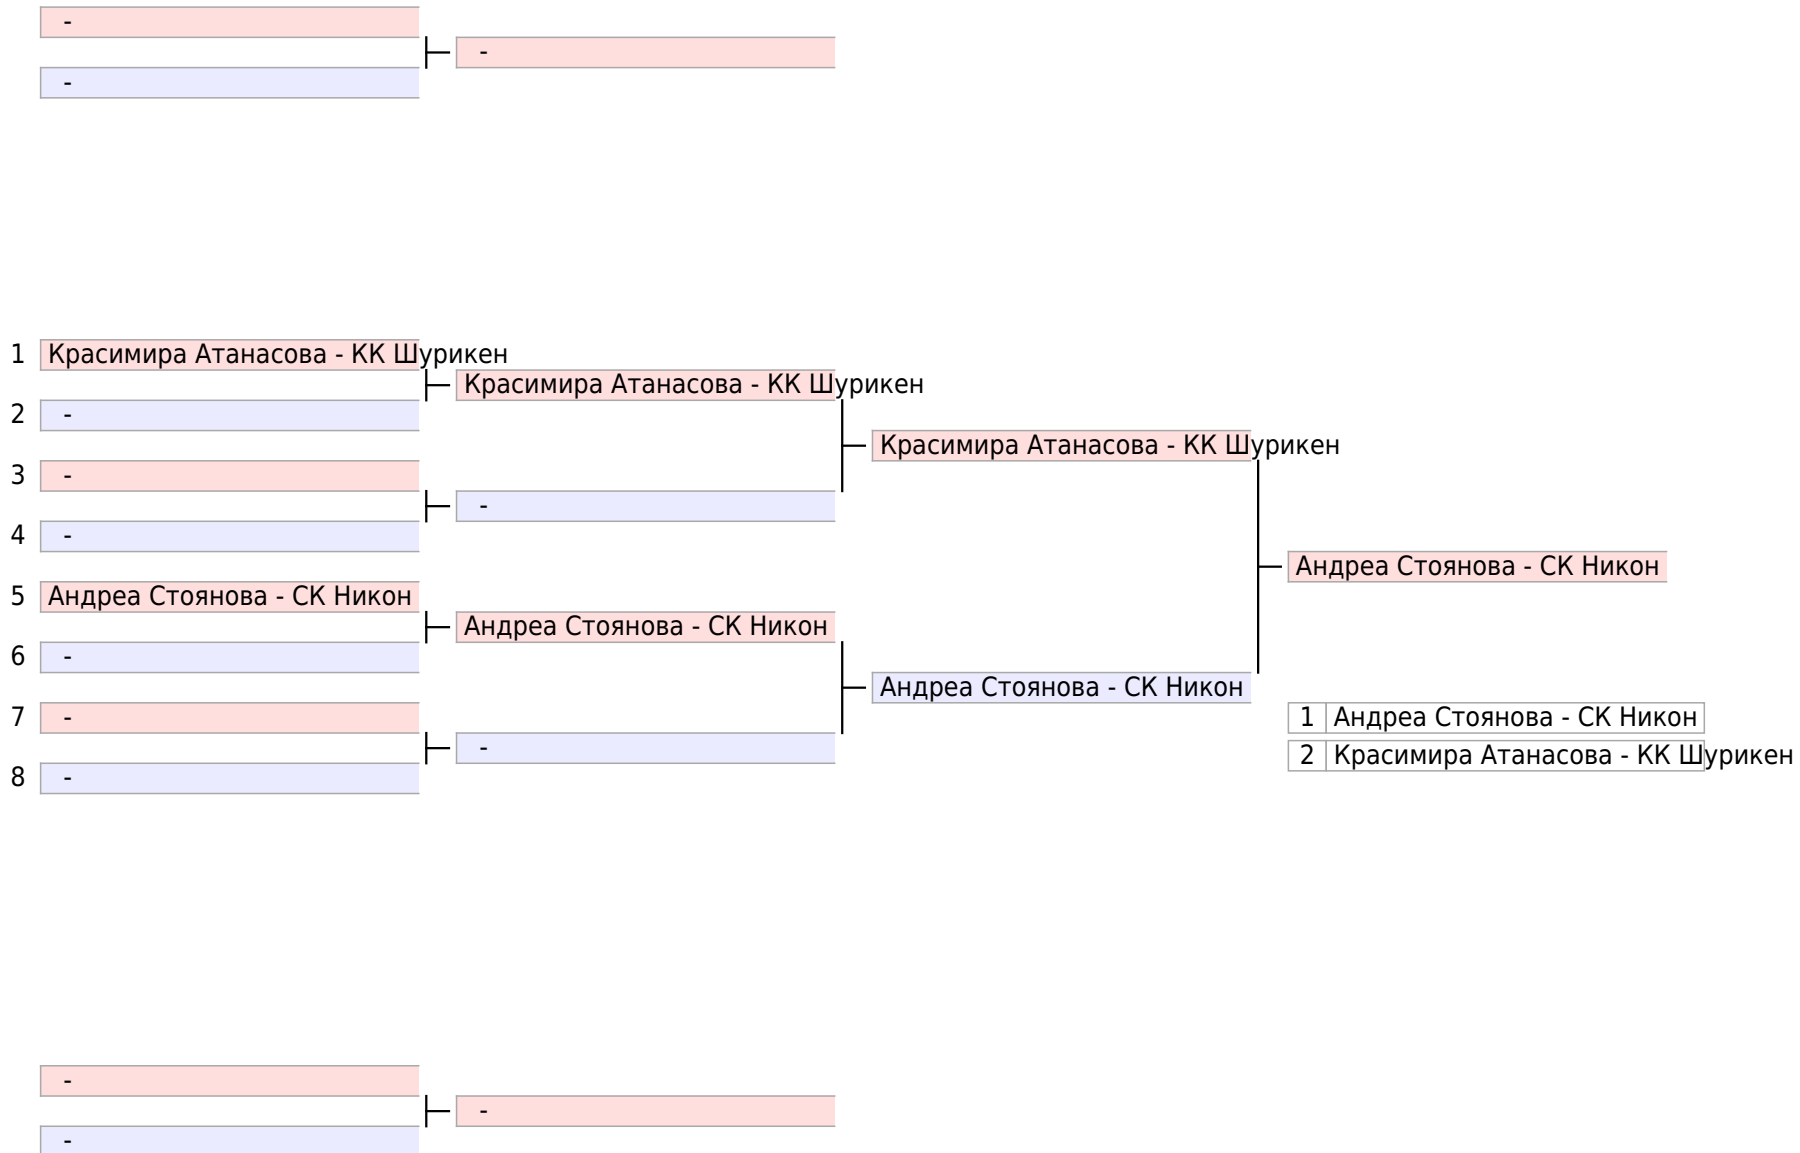 -
-
-
1 Красимира Атанасова - КК Шурикен
Красимира Атанасова - КК Шурикен
2 -
Красимира Атанасова - КК Шурикен
3 -
-
4 -
Андреа Стоянова - СК Никон
5 Андреа Стоянова - СК Никон
Андреа Стоянова - СК Никон
6 -
Андреа Стоянова - СК Никон
7 -
1 Андреа Стоянова - СК Никон
-
2 Красимира Атанасова - КК Шурикен
8 -
-
-
-